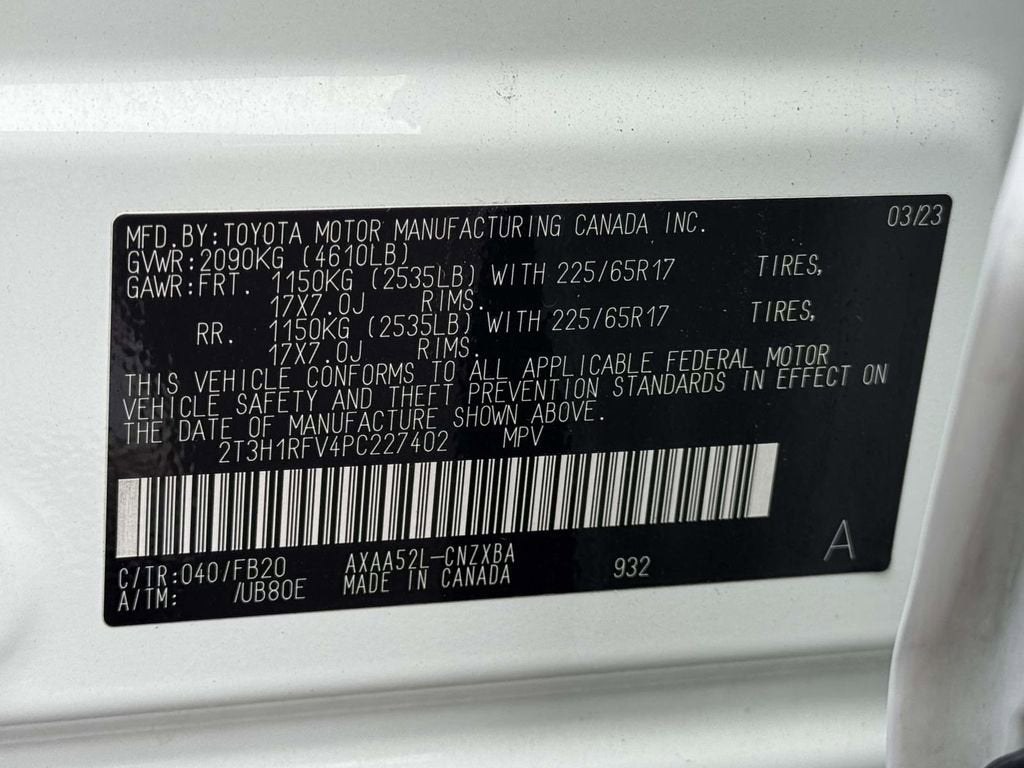 03/23
MFD.BY:TOYOTA MOTOR MANUFACTURING CANADA INC.
GVWR:2090KG (4610LB)
GAWR:FRT. 1150KG (2535LB) WITH 225/65R17 TIRES,
17X7.0J RIMS.
RR. 1150KG (2535LB) WITH 225/65R17 TIRES,
17X7.0J RIMS.
THIS VEHICLE CONFORMS TO ALL APPLICABLE FEDERAL MOTOR
VEHICLE SAFETY AND THEFT PREVENTION STANDARDS IN EFFECT ON
THE DATE OF MANUFACTURE SHOWN ABOVE.
2T3H1RFV4PC227402 MPV
C/TR:040/FB20 AXAA52L-CNZXBA 932 A
A/TM: /UB80E MADE IN CANADA